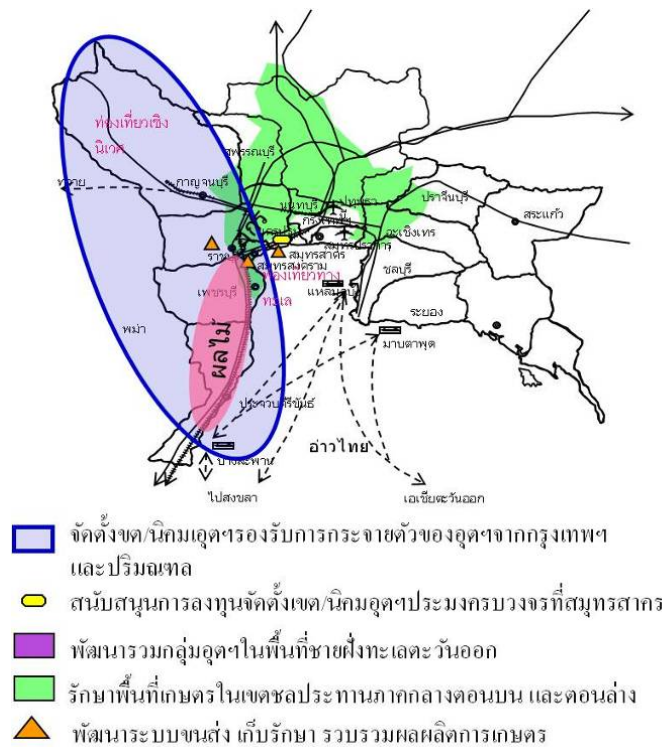 ท่องเที่ยวเชิง
นิเวศ
สุพรรณบุรี
ทวาย
กาญจนบุรี
นนทบุรี
ปทุมธา
ปราจีนบุรี
กรุงเทพฯ
สระแก้ว
สมุทรปราการ
ฉะเชิงเทร
สมุทรสาคร
สมุทรสงคราม
ชลบุรี
ท่องเที่ยวทาง
ทะเล
เพชรบุรี
แหลมฉบั
ระยอง
พม่า
ผลไม้
มาบตาพุด
ประจวบคีรีขันธ์
อ่าวไทย
บางสะพาน
ไปสงขลา
เอเชียตะวันออก
จัดตั้งขต/นิคมเอุตฯรองรับการกระจายตัวของอุตฯจากกรุงเทพฯ
และปริมณฑล
สนับสนุนการลงทุนจัดตั้งเขต/นิคมอุตฯประมงครบวงจรที่สมุทรสาคร
พัฒนารวมกลุ่มอุตฯในพื้นที่ชายฝั่งทะเลตะวันออก
รักษาพื้นที่เกษตรในเขตชลประทานภาคกลางตอนบน และตอนล่าง
พัฒนาระบบขนส่ง เก็บรักษา รวบรวมผลผลิตการเกษตร